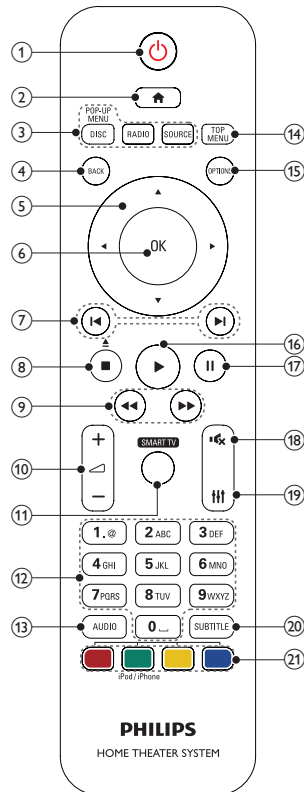 1
2
POP-UP
MENU
3 DISC RADIO SOURCE TOP
MENU 14
4 BACK OPTIONS 15
5
6 OK
7
16
8 17
9
SMART TV
+ 18
10
− 19
11
1.@ 2 ABC 3 DEF
12 4 GHI 5 JKL 6 MNO
7 PQRS 8 TUV 9 WXYZ
13 AUDIO 0 SUBTITLE 20
21
iPod / iPhone
PHILIPS
HOME THEATER SYSTEM